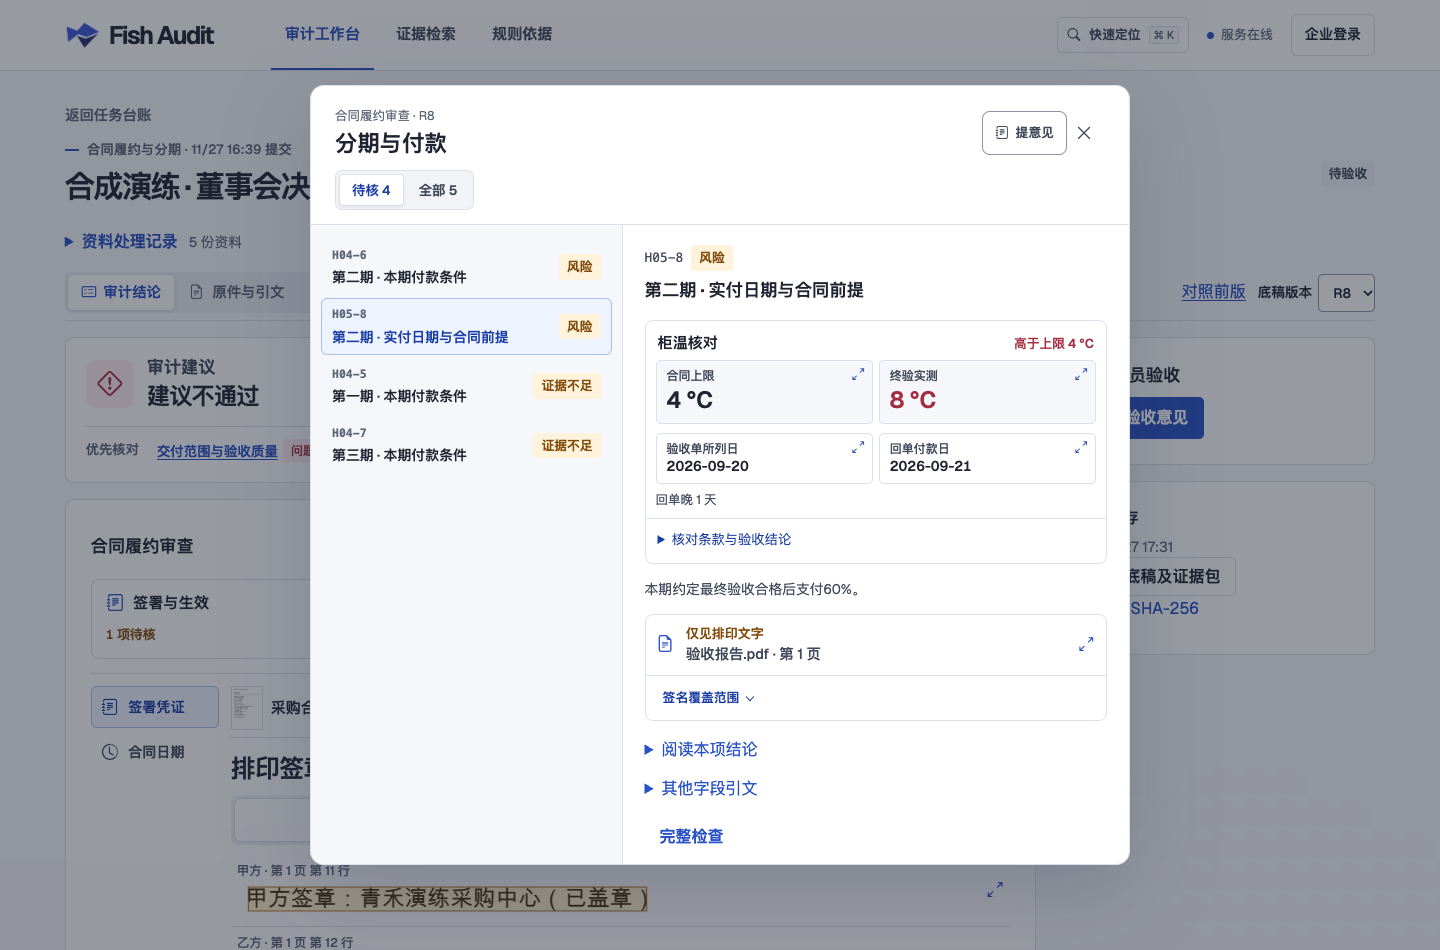 Fish Audit
审计工作台
证据检索
规则依据
快速定位 ⌘ K
服务在线
企业登录
返回任务台账
合同履约与分期 · 11/27 16:39 提交
合成演练 · 董事会决
待验收
资料处理记录 5 份资料
审计结论
原件与引文
对照前版
底稿版本
R8
审计建议
建议不通过
优先核对
交付范围与验收质量
问题
合同履约审查
签署与生效
1 项待核
签署凭证
合同日期
采购合
排印签章
甲方 · 第 1 页 第 11 行
甲方签章：青禾演练采购中心（已盖章）
乙方 · 第 1 页 第 12 行
员验收
验收意见
存
7 17:31
底稿及证据包
SHA-256
合同履约审查 · R8
分期与付款
提意见
待核 4
全部 5
H04-6
第二期 · 本期付款条件
风险
H05-8
第二期 · 实付日期与合同前提
风险
H04-5
第一期 · 本期付款条件
证据不足
H04-7
第三期 · 本期付款条件
证据不足
H05-8
风险
第二期 · 实付日期与合同前提
柜温核对
高于上限 4 °C
合同上限
4 °C
终验实测
8 °C
验收单所列日
2026-09-20
回单付款日
2026-09-21
回单晚 1 天
核对条款与验收结论
本期约定最终验收合格后支付60%。
仅见排印文字
验收报告.pdf · 第 1 页
签名覆盖范围
阅读本项结论
其他字段引文
完整检查